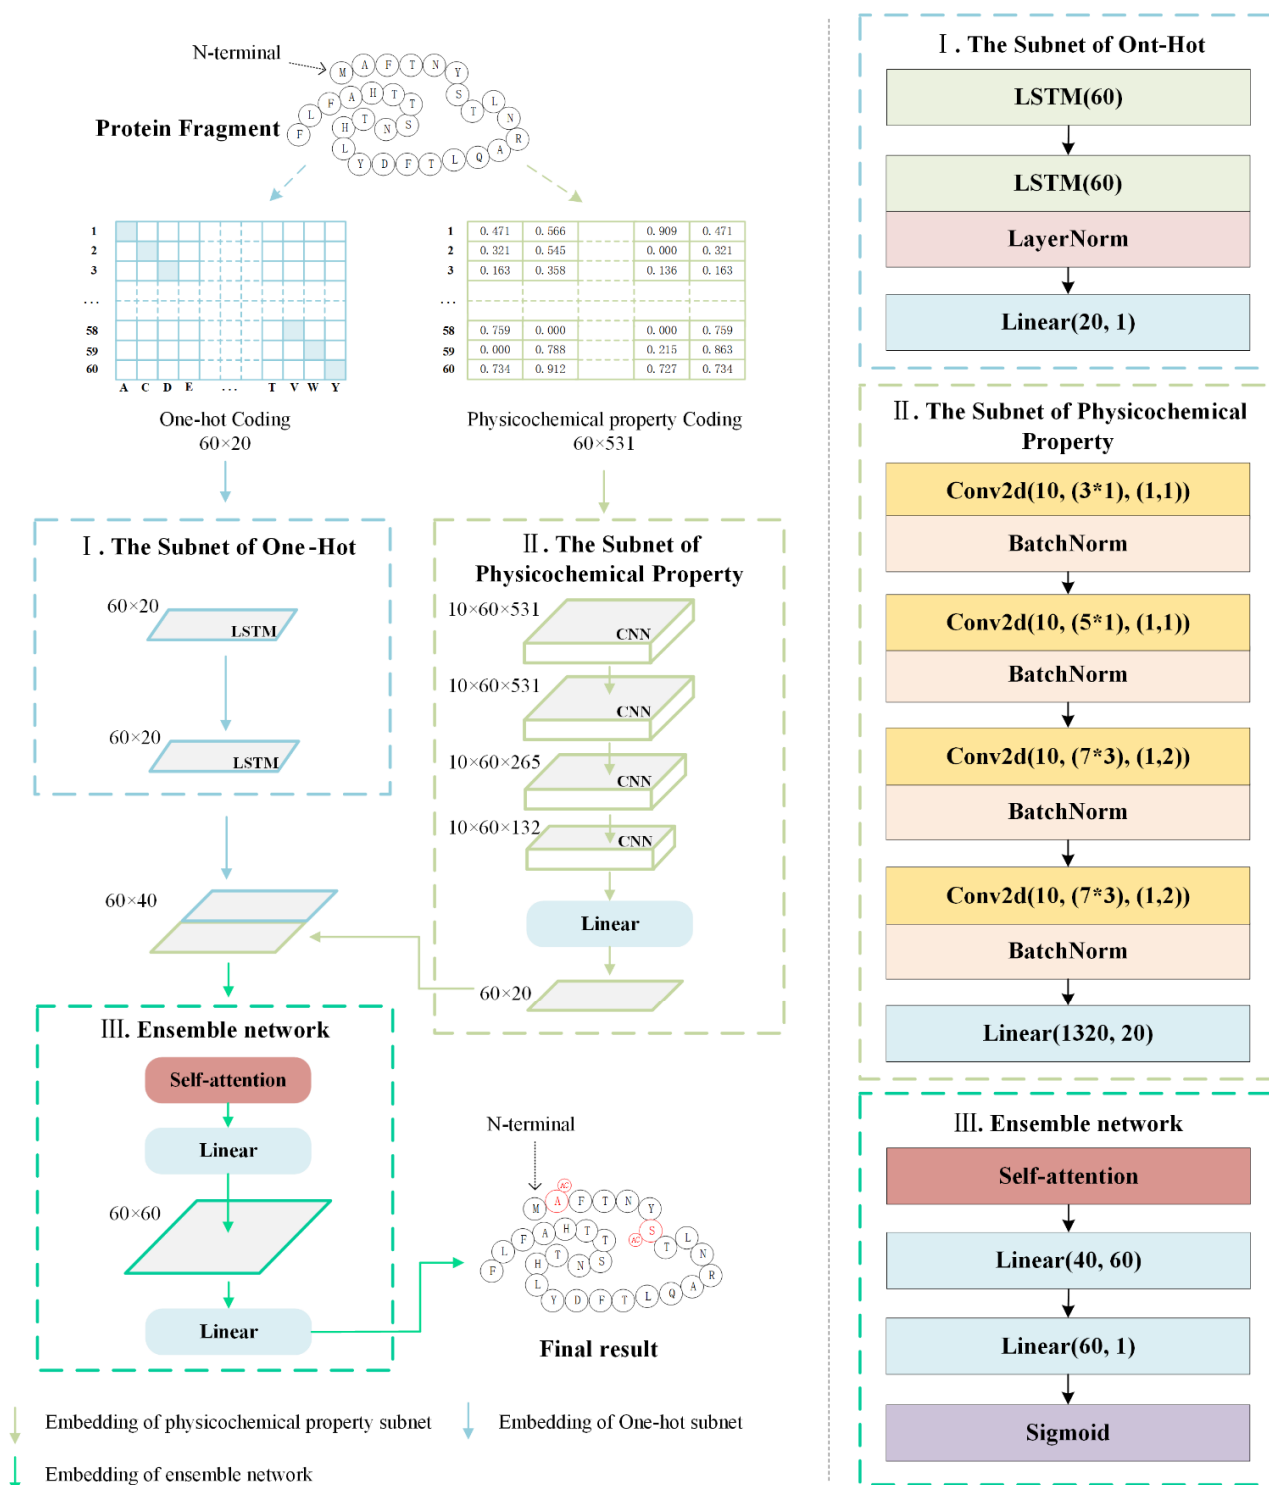 N-terminal
M A F T N Y
S T L N
R
A Q L T F D Y
L
H T N S
T
T H A F L F
Protein Fragment
1 0. 471 0. 566 0. 909 0. 471
2 0. 321 0. 545 0. 000 0. 321
3 0. 163 0. 358 0. 136 0. 163
...
58 0. 759 0. 000 0. 000 0. 759
59 0. 000 0. 788 0. 215 0. 863
60 0. 734 0. 912 0. 727 0. 734
1
2
3
...
58
59
60
A C D E ... T V W Y
One-hot Coding
60×20
Physicochemical property Coding
60×531
Ⅰ. The Subnet of One-Hot
60×20
LSTM
60×20
LSTM
Ⅱ. The Subnet of
Physicochemical Property
10×60×531
CNN
10×60×531
CNN
10×60×265
CNN
10×60×132
CNN
Linear
60×20
60×40
Ⅲ. Ensemble network
Self-attention
Linear
60×60
Linear
N-terminal
AC
M A F T N Y
AC S T L N
R
A Q L T F D Y
L
H T N S
T
T H A F L F
Final result
Embedding of physicochemical property subnet
Embedding of One-hot subnet
Embedding of ensemble network
Ⅰ. The Subnet of Ont-Hot
LSTM(60)
LSTM(60)
LayerNorm
Linear(20, 1)
Ⅱ. The Subnet of Physicochemical
Property
Conv2d(10, (3*1), (1,1))
BatchNorm
Conv2d(10, (5*1), (1,1))
BatchNorm
Conv2d(10, (7*3), (1,2))
BatchNorm
Conv2d(10, (7*3), (1,2))
BatchNorm
Linear(1320, 20)
Ⅲ. Ensemble network
Self-attention
Linear(40, 60)
Linear(60, 1)
Sigmoid